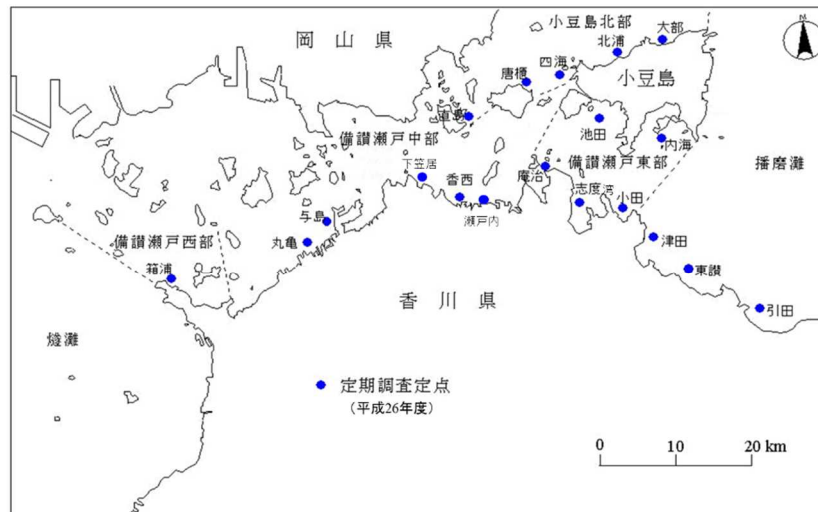 N
岡山県
小豆島北部
大部
北浦
四海
唐櫃
小豆島
直島
池田
内海
備讃瀬戸中部
備讃瀬戸東部
播磨灘
下笠居
香西
瀬戸内
庵治
志度湾
小田
津田
東讃
引田
与島
丸亀
備讃瀬戸西部
箱浦
燧灘
香川県
定期調査定点
(平成26年度)
0 10 20 km